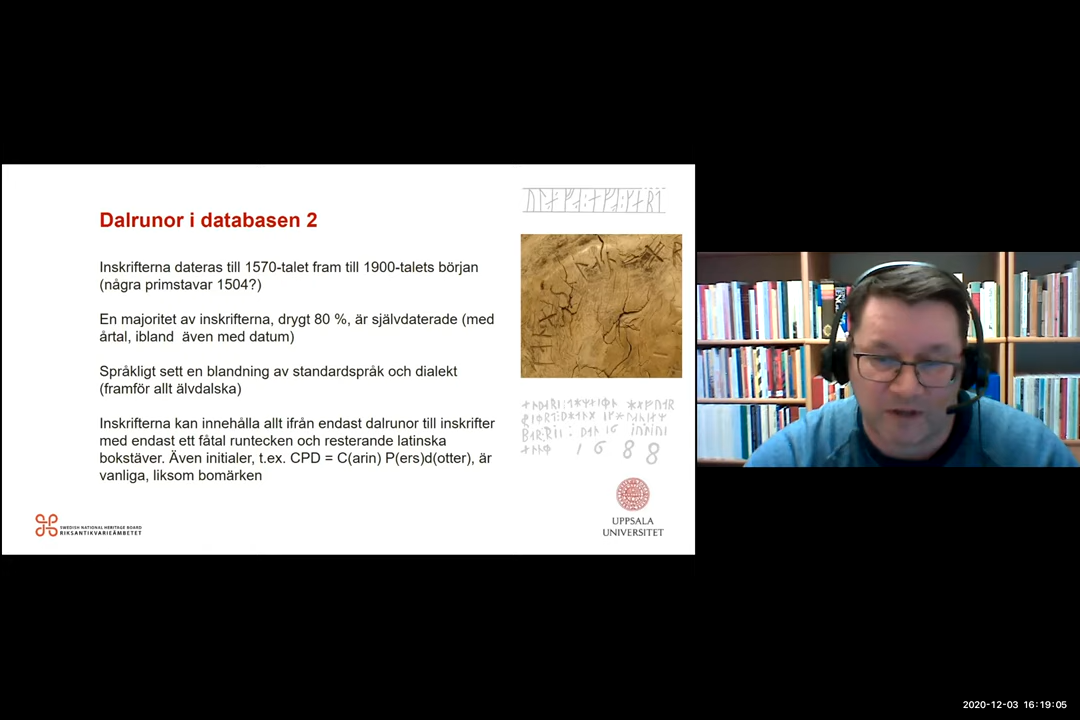 Dalrunor i databasen 2
Inskrifterna dateras till 1570-talet fram till 1900-talets början
(några primstavar 1504?)
En majoritet av inskrifterna, drygt 80 %, är självdaterade (med
årtal, ibland även med datum)
Språkligt sett en blandning av standardspråk och dialekt
(framför allt älvdalska)
Inskrifterna kan innehålla allt ifrån endast dalrunor till inskrifter
med endast ett fåtal runtecken och resterande latinska
bokstäver. Även initialer, t.ex. CPD = C(arin) P(ers)d(otter), är
vanliga, liksom bomärken
1688
SWEDISH NATIONAL HERITAGE BOARD
RIKSANTIKVARIEÄMBETET
UPPSALA
UNIVERSITET
2020-12-03 16:19:05